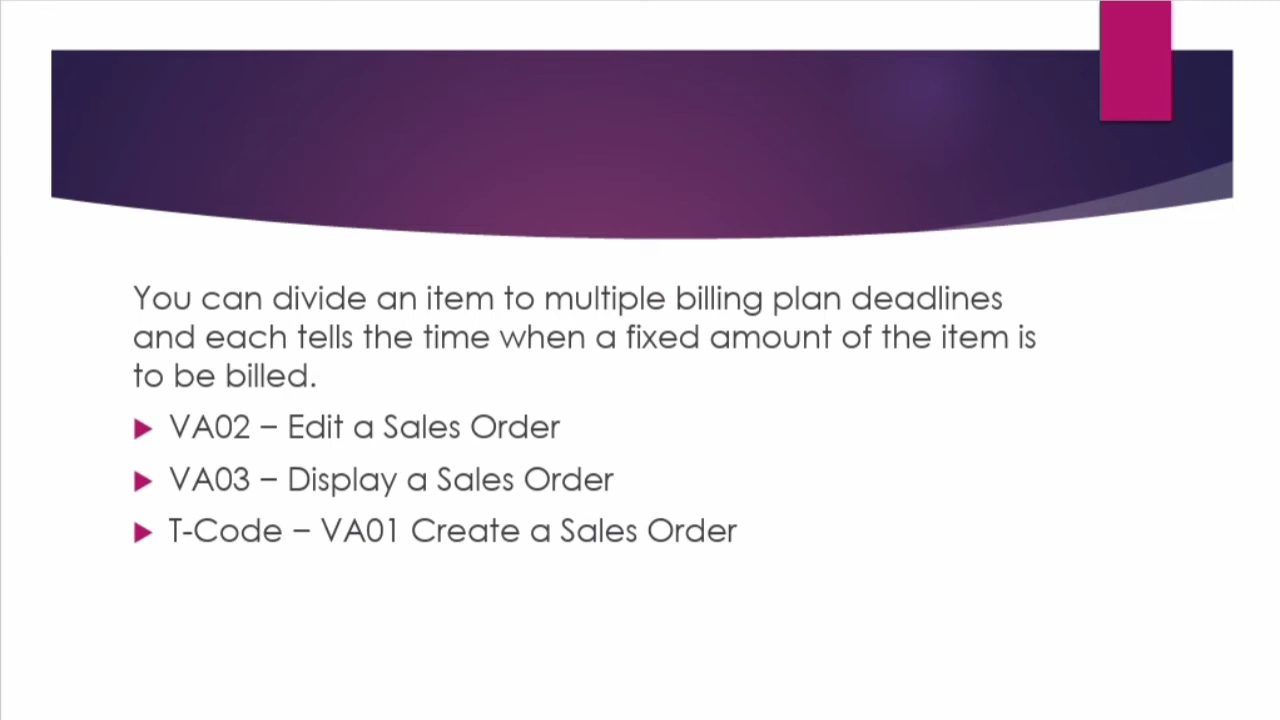 You can divide an item to multiple billing plan deadlines
and each tells the time when a fixed amount of the item is
to be billed.
VA02 – Edit a Sales Order
VA03 – Display a Sales Order
T-Code – VA01 Create a Sales Order